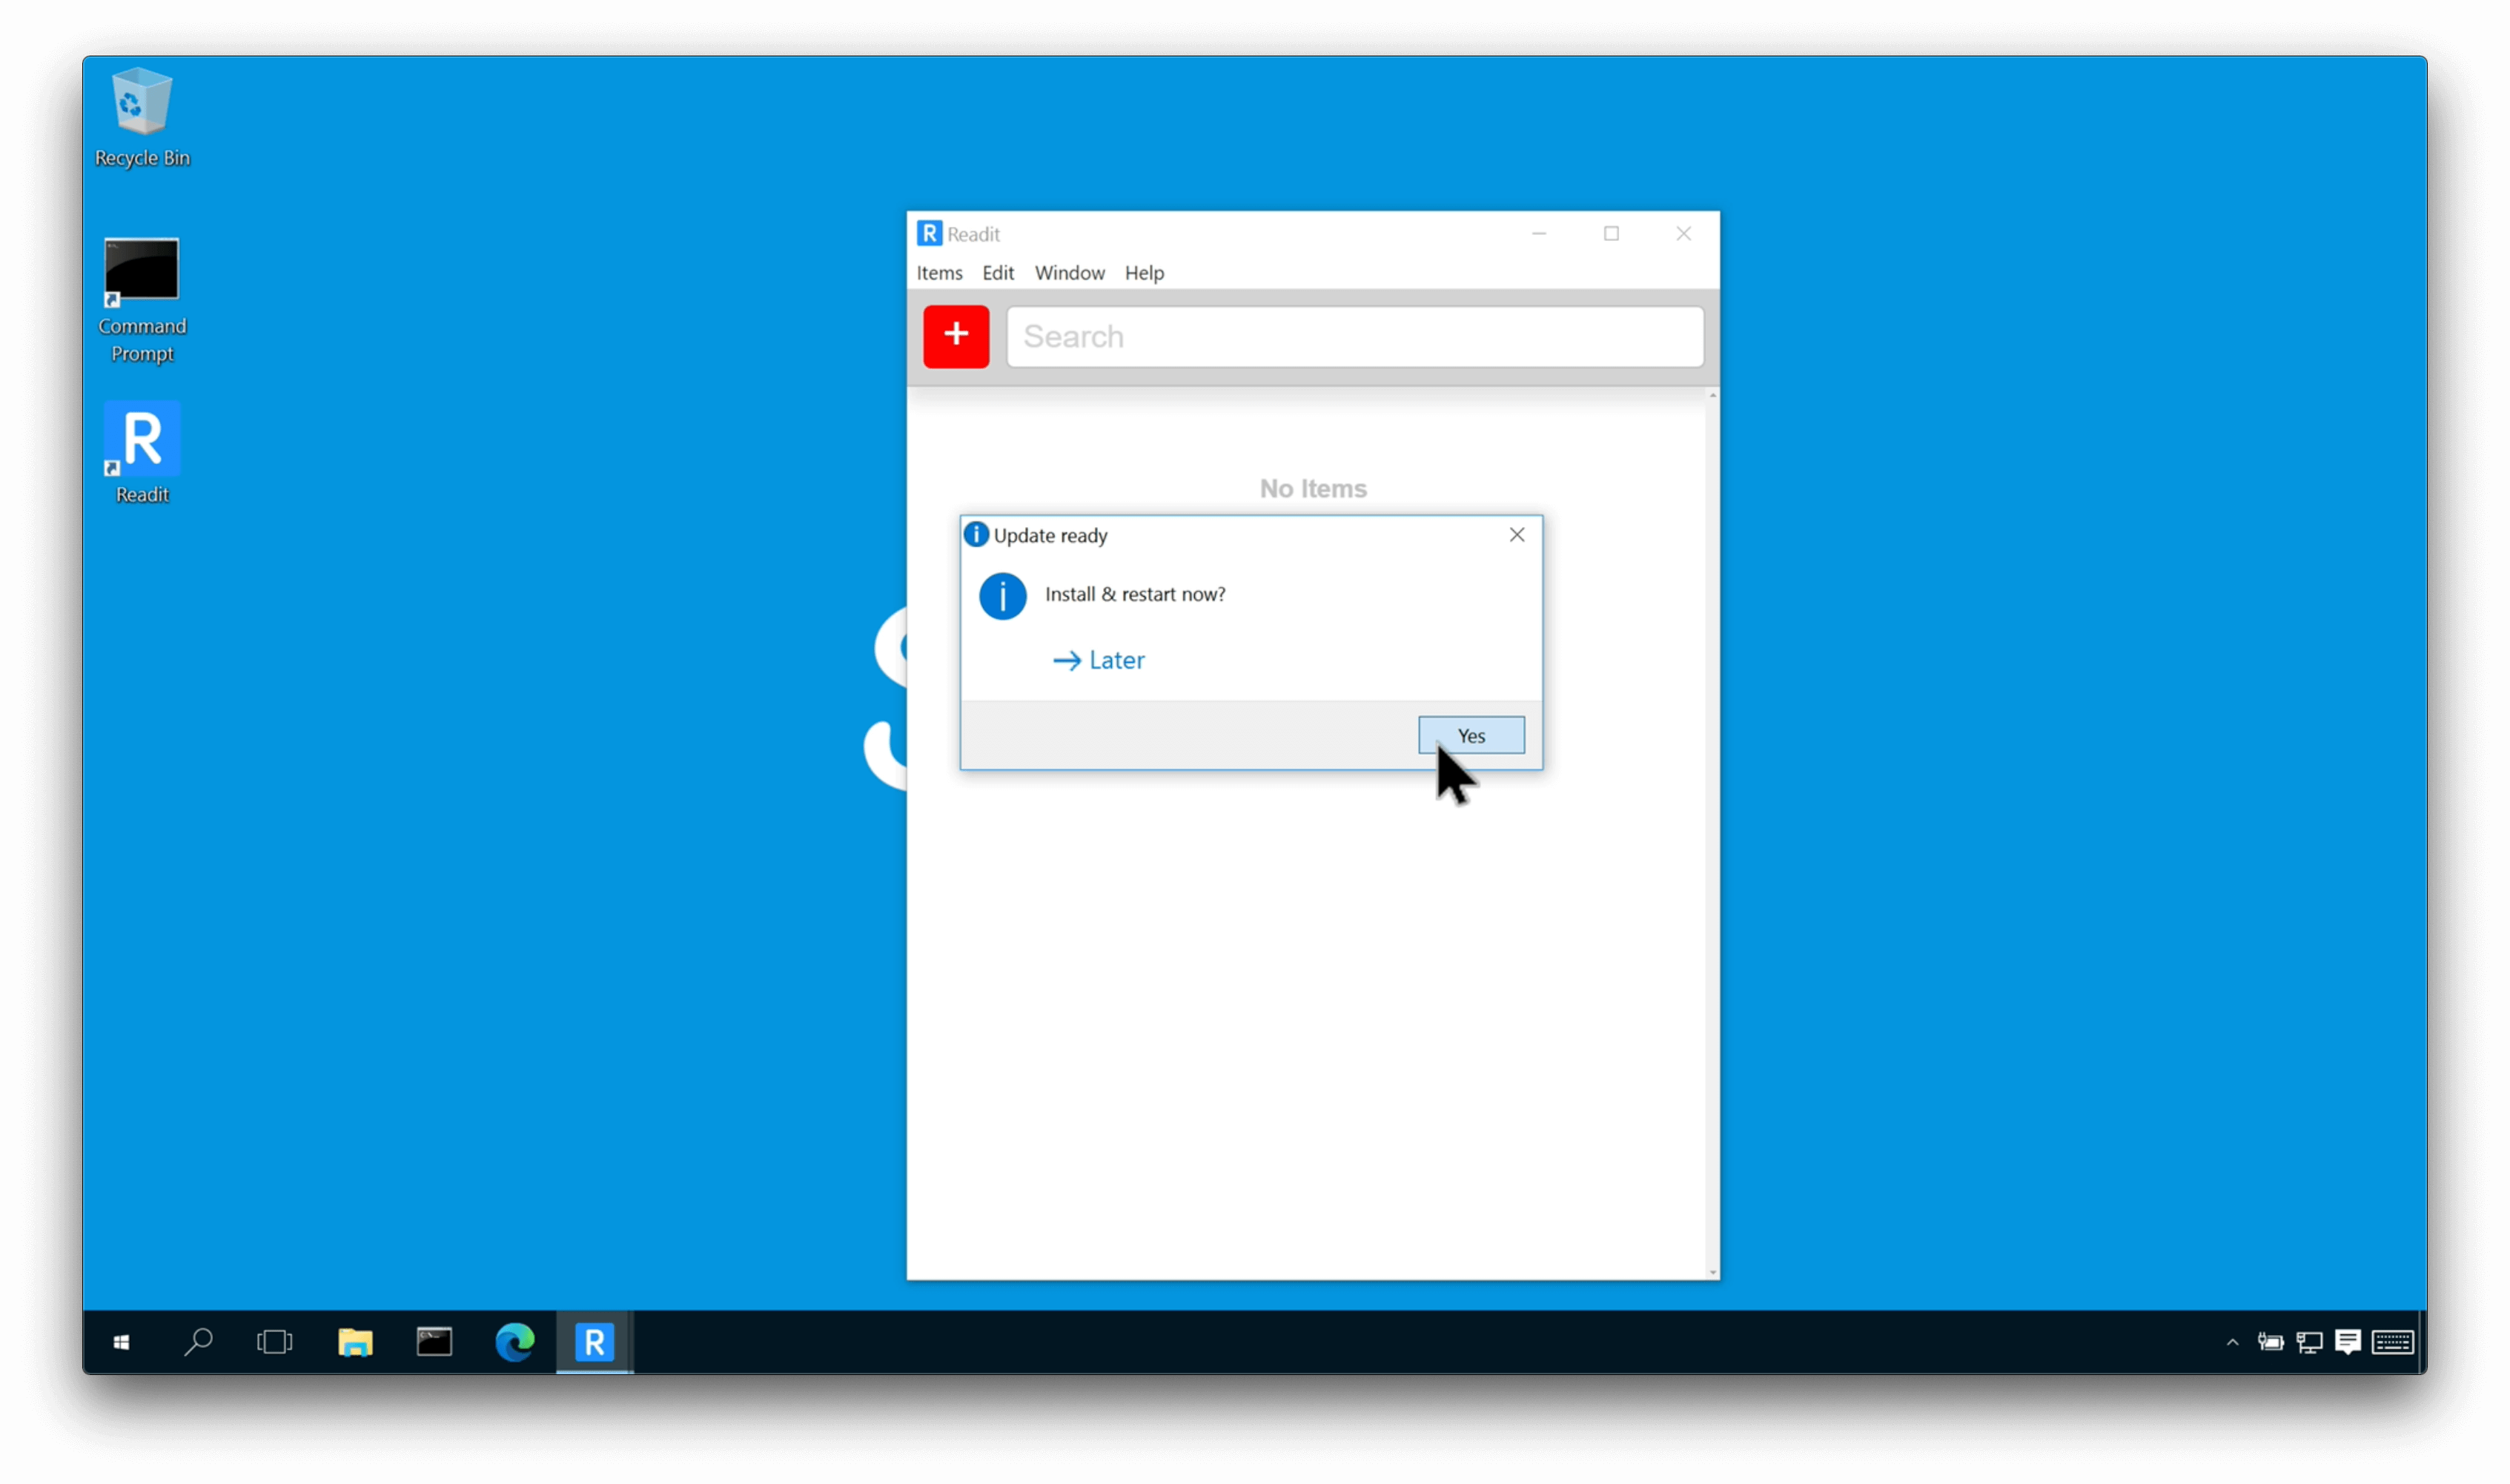 Recycle Bin
Command
Prompt
R
Readit
R Readit
Items Edit Window Help
+ Search
No Items
Update ready
Install & restart now?
→ Later
Yes
R